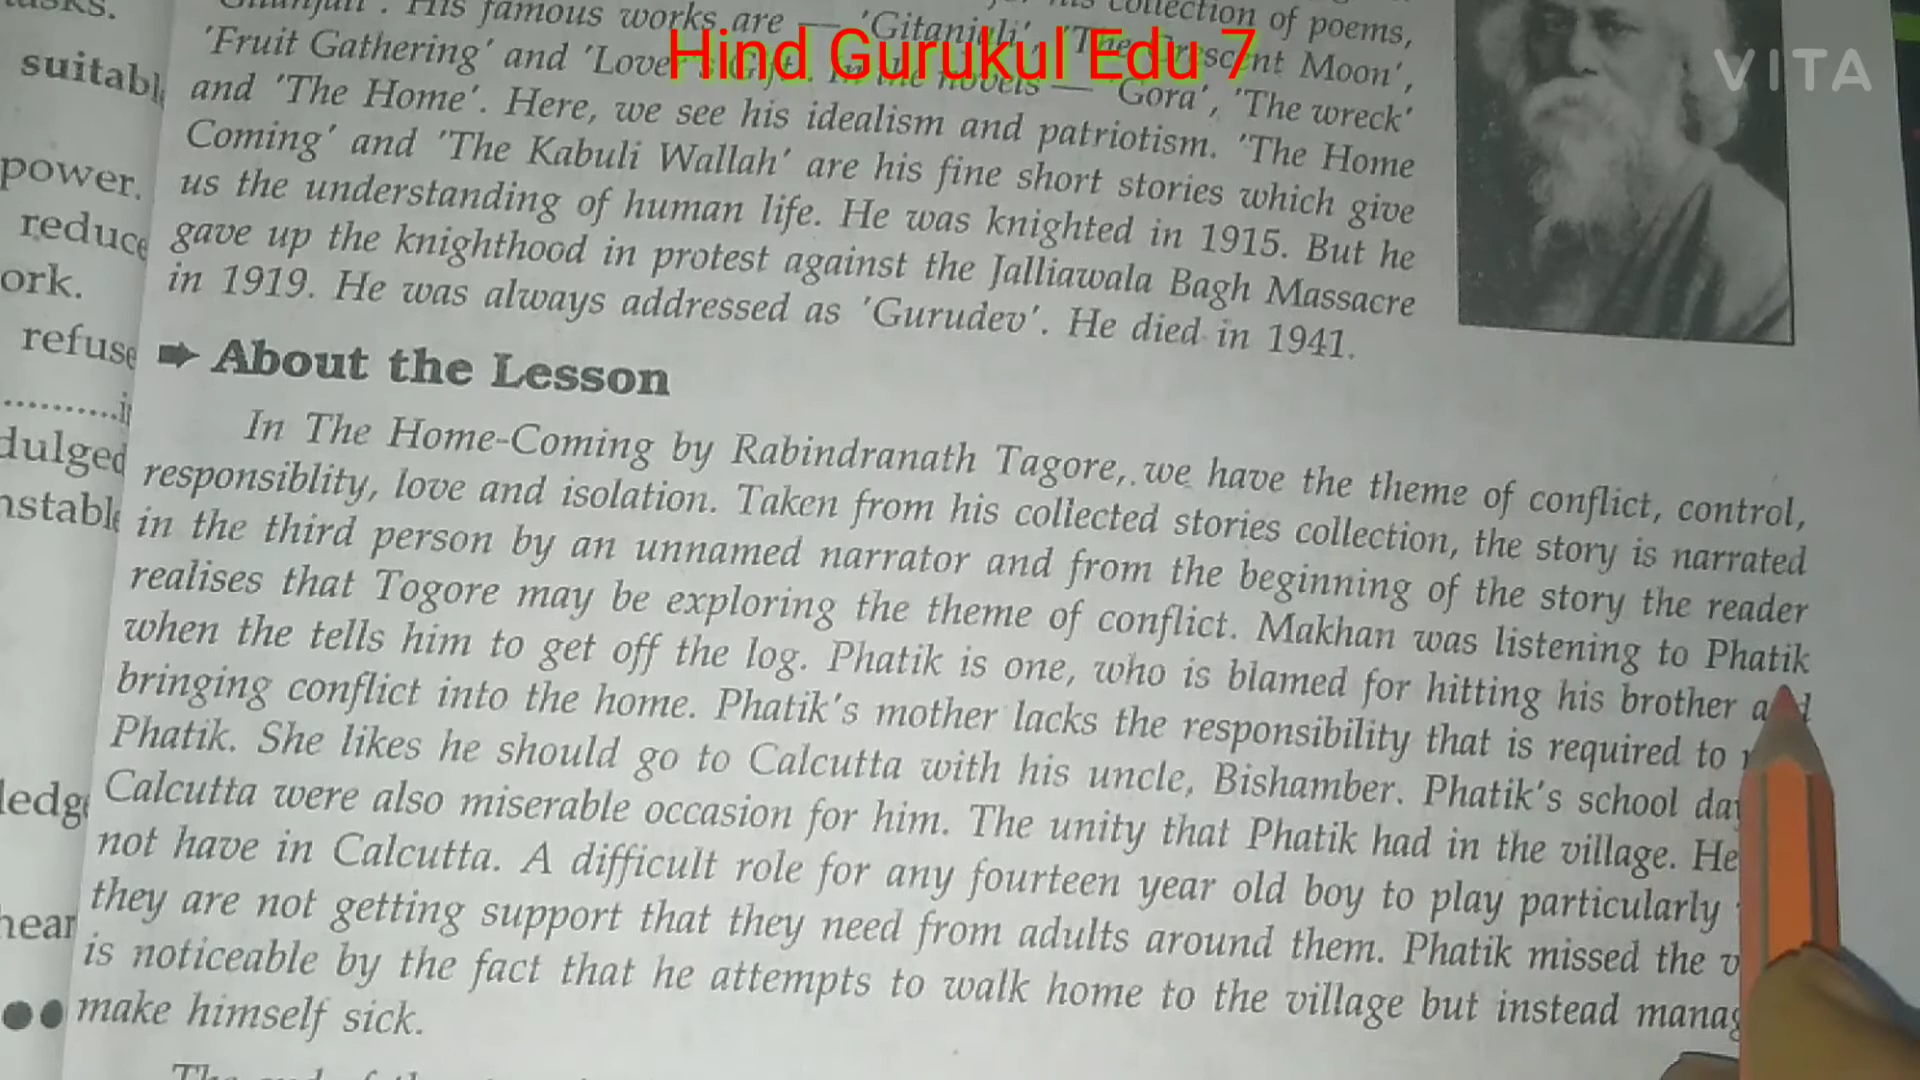 suitabl
power.
reduce
ork.
refuse
..........i
dulged
nstable
ledge
hear
Hind Gurukul Edu 7
VITA
His famous works are — 'Gitanjali', 'The Crescent Moon',
collection of poems,
'Fruit Gathering' and 'Love's Gift'. In the novels — 'Gora', 'The wreck'
and 'The Home'. Here, we see his idealism and patriotism. 'The Home
Coming' and 'The Kabuli Wallah' are his fine short stories which give
us the understanding of human life. He was knighted in 1915. But he
gave up the knighthood in protest against the Jalliawala Bagh Massacre
in 1919. He was always addressed as 'Gurudev'. He died in 1941.
➡ About the Lesson
In The Home-Coming by Rabindranath Tagore, we have the theme of conflict, control,
responsiblity, love and isolation. Taken from his collected stories collection, the story is narrated
in the third person by an unnamed narrator and from the beginning of the story the reader
realises that Togore may be exploring the theme of conflict. Makhan was listening to Phatik
when the tells him to get off the log. Phatik is one, who is blamed for hitting his brother
bringing conflict into the home. Phatik's mother lacks the responsibility that is required to
Phatik. She likes he should go to Calcutta with his uncle, Bishamber. Phatik's school
Calcutta were also miserable occasion for him. The unity that Phatik had in the village. He
not have in Calcutta. A difficult role for any fourteen year old boy to play particularly
they are not getting support that they need from adults around them. Phatik missed the
is noticeable by the fact that he attempts to walk home to the village but instead
make himself sick.